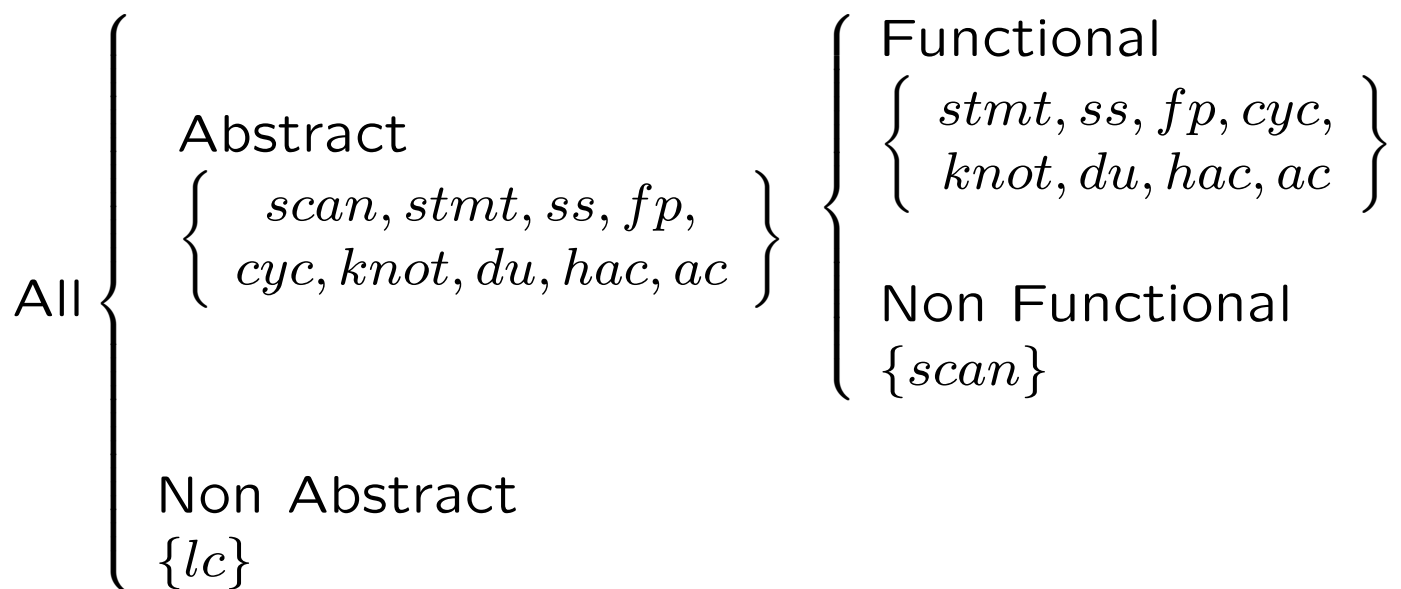 All
Abstract
{ scan, stmt, ss, fp,
cyc, knot, du, hac, ac }
Functional
{ stmt, ss, fp, cyc,
knot, du, hac, ac }
Non Functional
{scan}
Non Abstract
{lc}